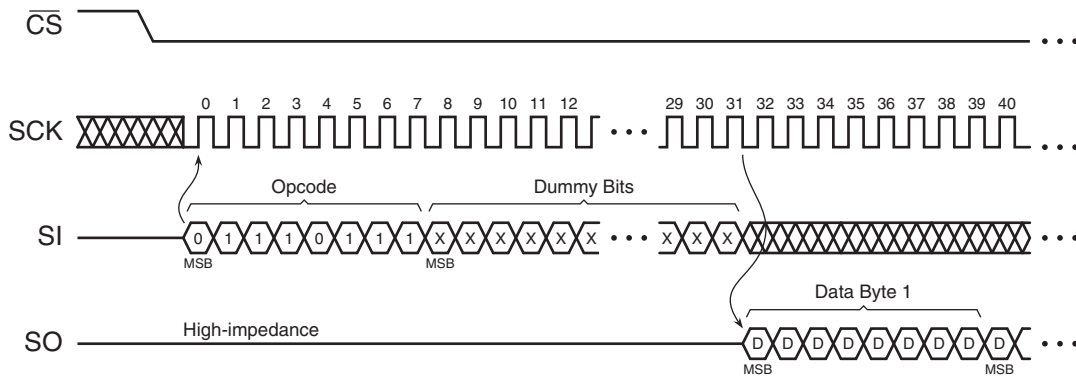 CS
• • •
0 1 2 3 4 5 6 7 8 9 10 11 12 29 30 31 32 33 34 35 36 37 38 39 40
SCK • • • • • •
Opcode Dummy Bits
SI 0 1 1 1 0 1 1 1 X X X X X X • • • X X X • • •
MSB MSB
Data Byte 1
High-impedance
SO D D D D D D D D D • • •
MSB MSB